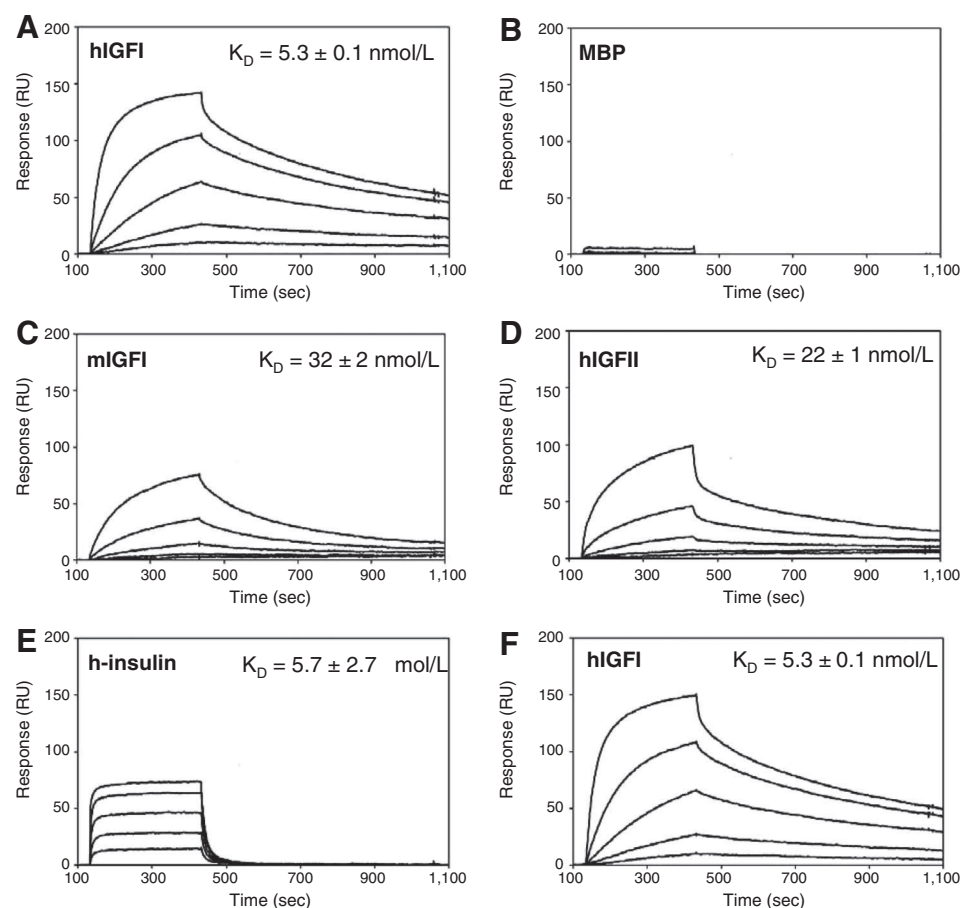 A
hIGFI
K_D = 5.3 ± 0.1 nmol/L
Response (RU)
200
150
100
50
0
100 300 500 700 900 1,100
Time (sec)
B
MBP
Response (RU)
200
150
100
50
0
100 300 500 700 900 1,100
Time (sec)
C
mIGFI
K_D = 32 ± 2 nmol/L
Response (RU)
200
150
100
50
0
100 300 500 700 900 1,100
Time (sec)
D
hIGFII
K_D = 22 ± 1 nmol/L
Response (RU)
200
150
100
50
0
100 300 500 700 900 1,100
Time (sec)
E
h-insulin
K_D = 5.7 ± 2.7 mol/L
Response (RU)
200
150
100
50
0
100 300 500 700 900 1,100
Time (sec)
F
hIGFI
K_D = 5.3 ± 0.1 nmol/L
Response (RU)
200
150
100
50
0
100 300 500 700 900 1,100
Time (sec)